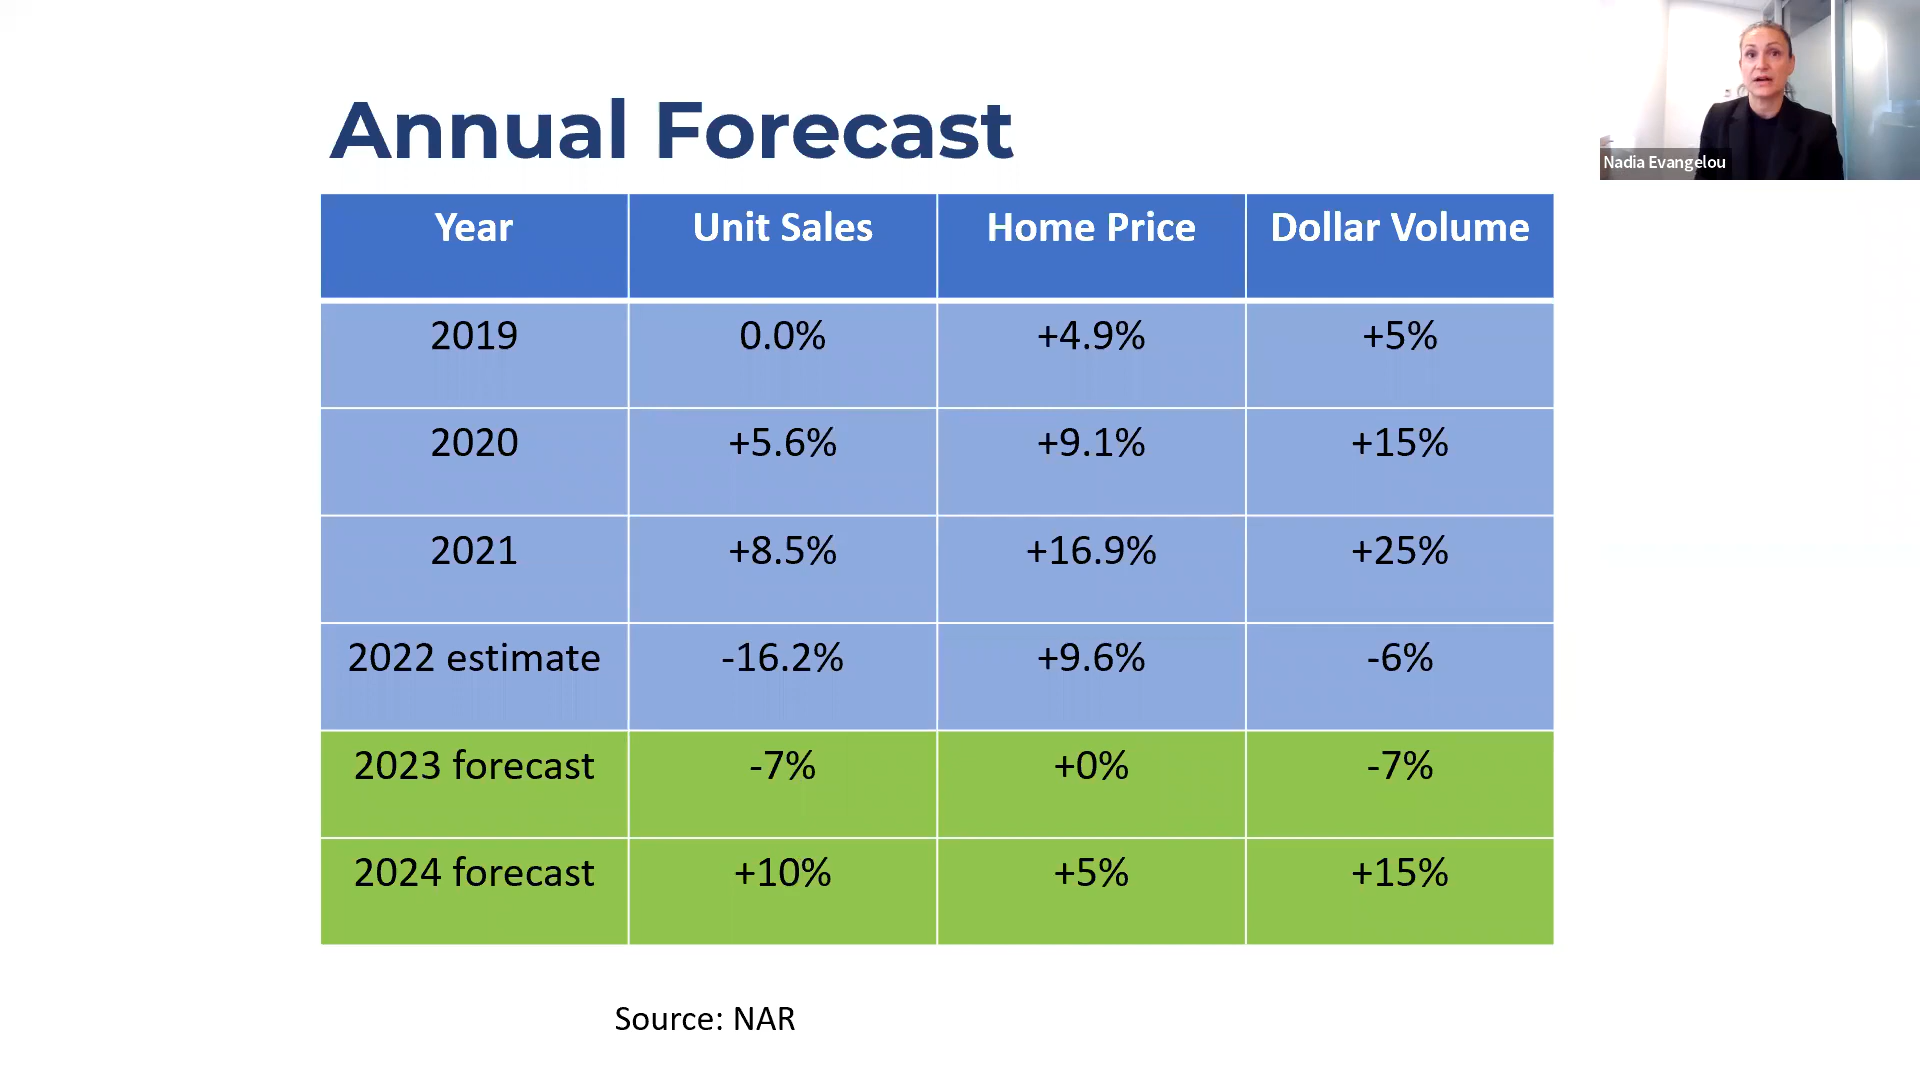 Annual Forecast
Nadia Evangelou
Year Unit Sales Home Price Dollar Volume
2019 0.0% +4.9% +5%
2020 +5.6% +9.1% +15%
2021 +8.5% +16.9% +25%
2022 estimate -16.2% +9.6% -6%
2023 forecast -7% +0% -7%
2024 forecast +10% +5% +15%
Source: NAR